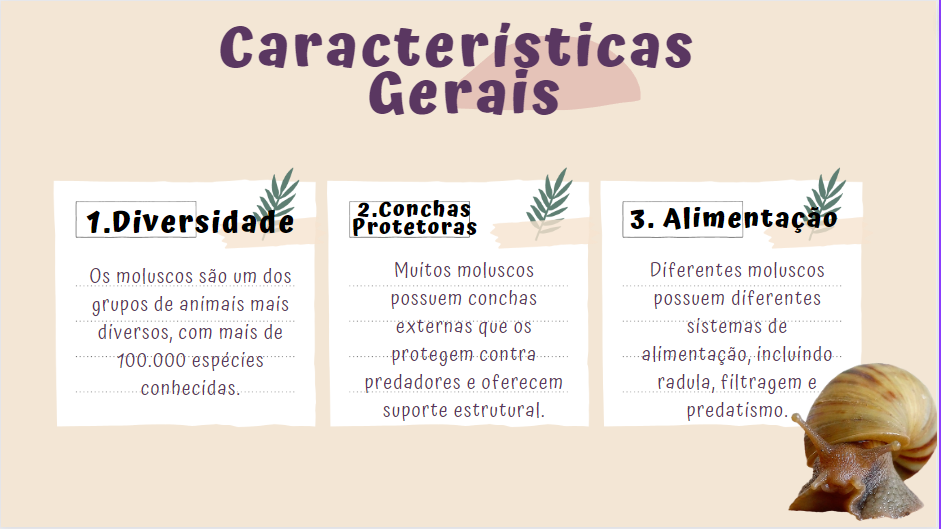 Características
Gerais
1.Diversidade
Os moluscos são um dos
grupos de animais mais
diversos, com mais de
100.000 espécies
conhecidas.
2.Conchas
Protetoras
Muitos moluscos
possuem conchas
externas que os
protegem contra
predadores e oferecem
suporte estrutural.
3. Alimentação
Diferentes moluscos
possuem diferentes
sistemas de
alimentação, incluindo
radula, filtragem e
predatismo.